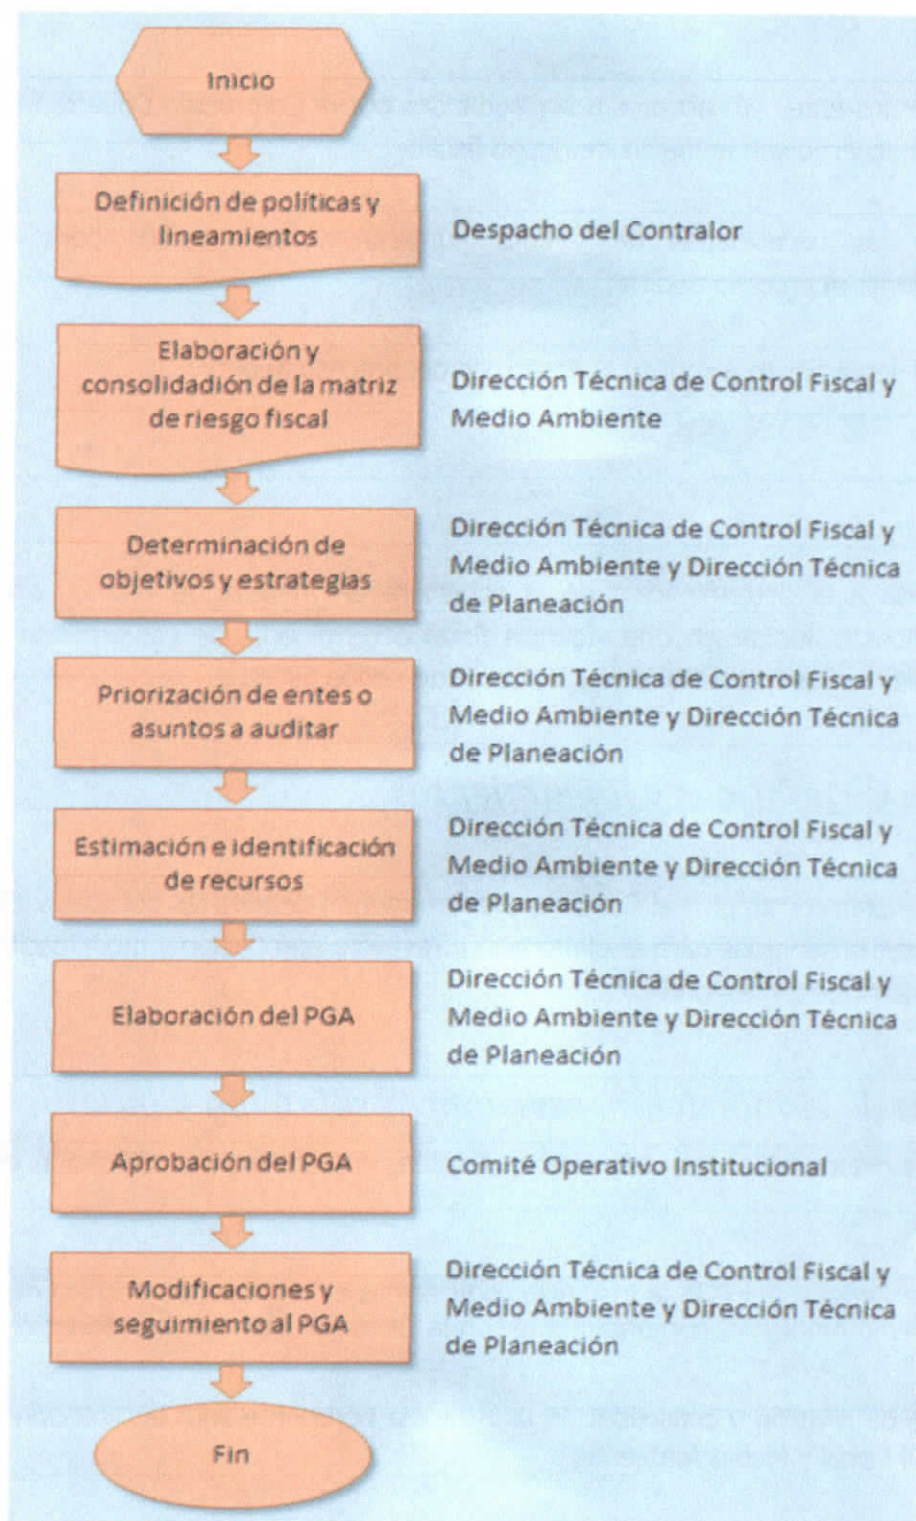 Inicio
Definición de políticas y
lineamientos
Despacho del Contralor
Elaboración y
consolidadión de la matriz
de riesgo fiscal
Dirección Técnica de Control Fiscal y
Medio Ambiente
Determinación de
objetivos y estrategias
Dirección Técnica de Control Fiscal y
Medio Ambiente y Dirección Técnica
de Planeación
Priorización de entes o
asuntos a auditar
Dirección Técnica de Control Fiscal y
Medio Ambiente y Dirección Técnica
de Planeación
Estimación e identificación
de recursos
Dirección Técnica de Control Fiscal y
Medio Ambiente y Dirección Técnica
de Planeación
Elaboración del PGA
Dirección Técnica de Control Fiscal y
Medio Ambiente y Dirección Técnica
de Planeación
Aprobación del PGA
Comité Operativo Institucional
Modificaciones y
seguimiento al PGA
Dirección Técnica de Control Fiscal y
Medio Ambiente y Dirección Técnica
de Planeación
Fin